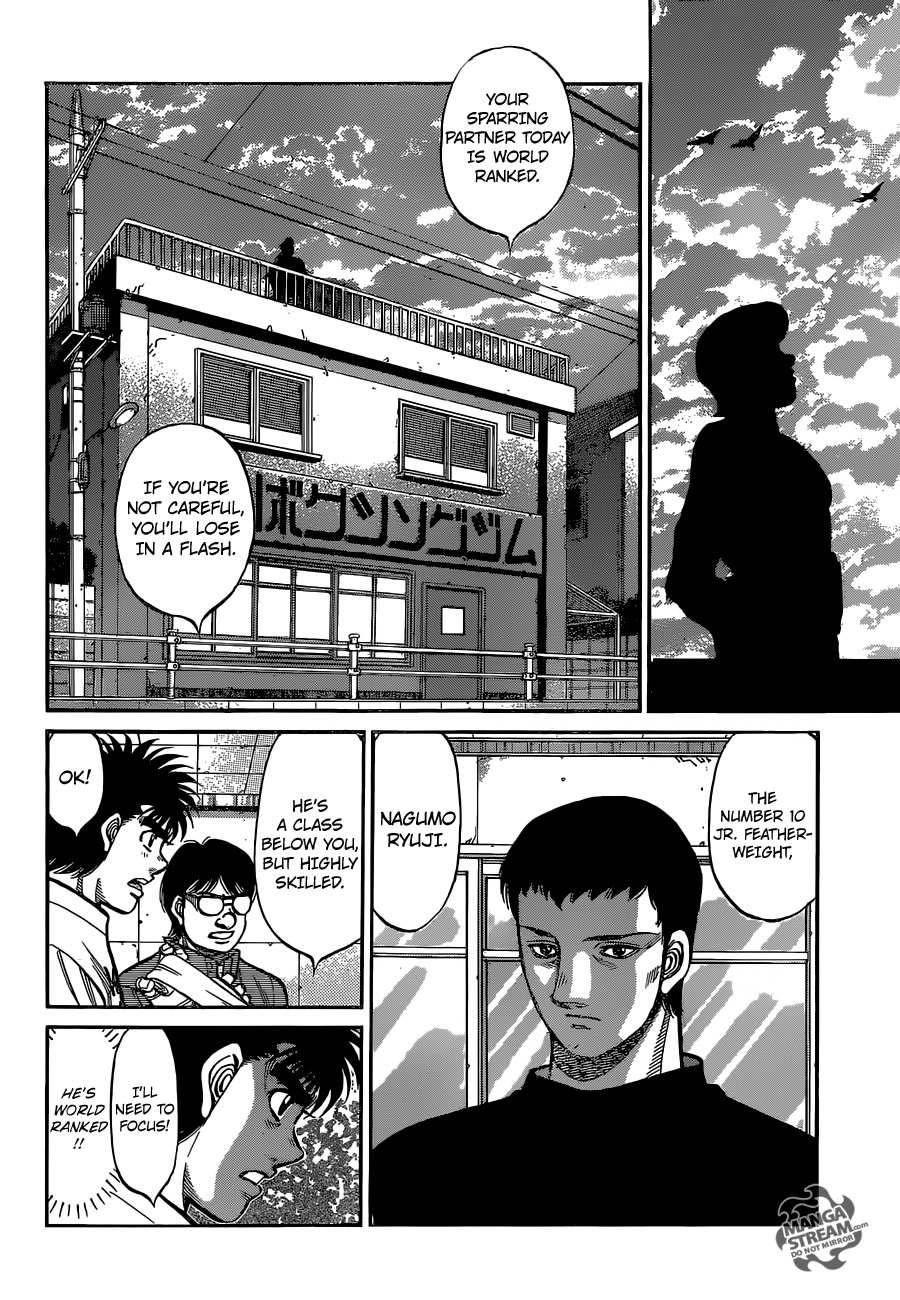 YOUR
SPARRING
PARTNER TODAY
IS WORLD
RANKED.
IF YOU'RE
NOT CAREFUL,
YOU'LL LOSE
IN A FLASH.
ボクシングジム
THE
NUMBER 10
JR. FEATHER-
WEIGHT,
NAGUMO
RYUJI.
HE'S
A CLASS
BELOW YOU,
BUT HIGHLY
SKILLED.
OK!
I'LL
NEED TO
FOCUS!
HE'S
WORLD
RANKED
!!
MANGA
STREAM.com
DO NOT MIRROR